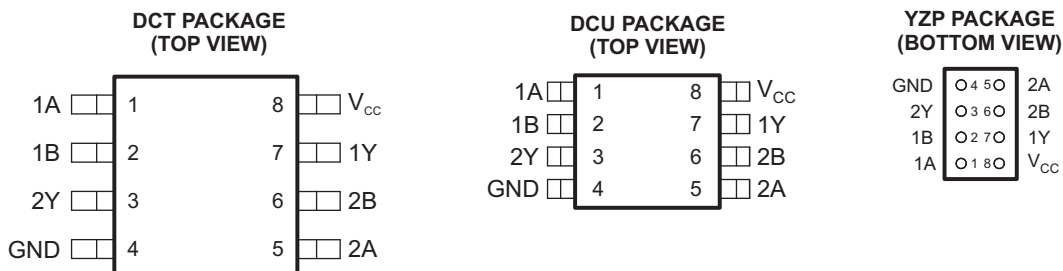 DCT PACKAGE
(TOP VIEW)
1A 1 8 VCC
1B 2 7 1Y
2Y 3 6 2B
GND 4 5 2A
DCU PACKAGE
(TOP VIEW)
1A 1 8 VCC
1B 2 7 1Y
2Y 3 6 2B
GND 4 5 2A
YZP PACKAGE
(BOTTOM VIEW)
GND 4 5 2A
2Y 3 6 2B
1B 2 7 1Y
1A 1 8 VCC